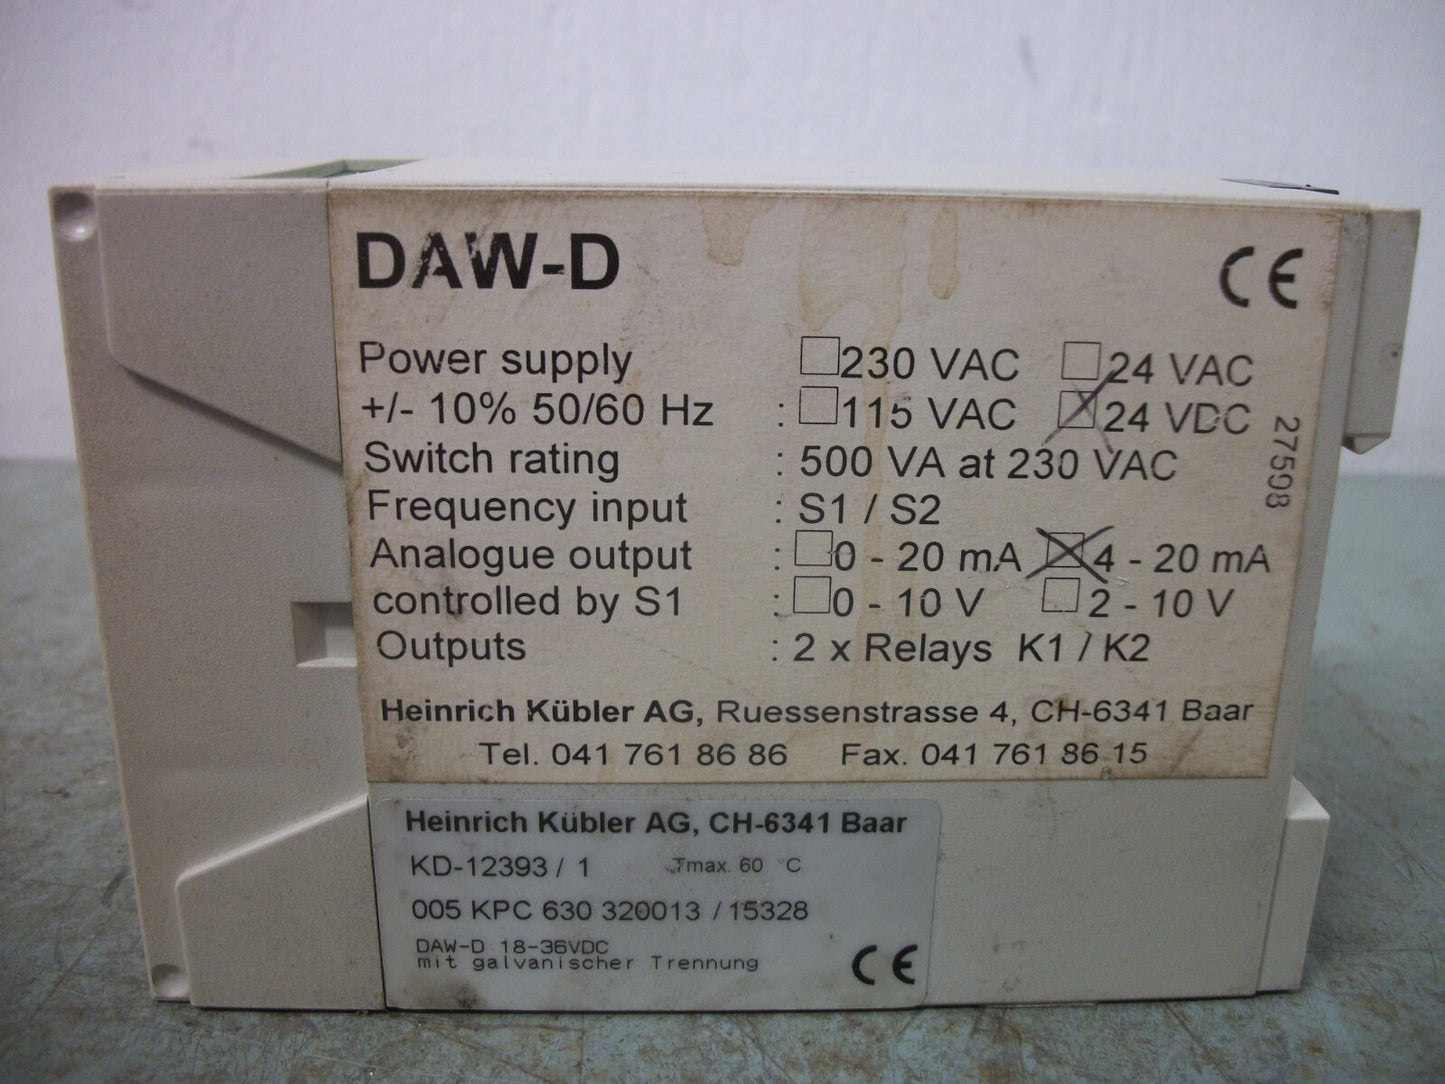 DAW-D
CE
Power supply ☐230 VAC ☐24 VAC
+/- 10% 50/60 Hz : ☐115 VAC ☒24 VDC
Switch rating : 500 VA at 230 VAC
Frequency input : S1 / S2
Analogue output : ☐0 - 20 mA ☒4 - 20 mA
controlled by S1 : ☐0 - 10 V ☐2 - 10 V
Outputs : 2 x Relays K1 / K2
27598
Heinrich Kübler AG, Ruessenstrasse 4, CH-6341 Baar
Tel. 041 761 86 86 Fax. 041 761 86 15
Heinrich Kübler AG, CH-6341 Baar
KD-12393 / 1 Tmax. 60 °C
005 KPC 630 320013 / 15328
DAW-D 18-36VDC
mit galvanischer Trennung
CE